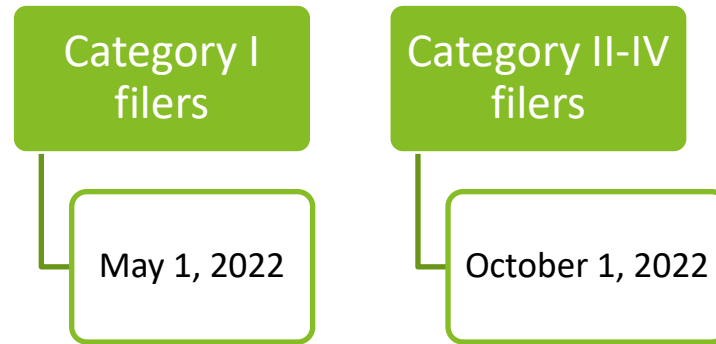 Category I
filers
May 1, 2022
Category II-IV
filers
October 1, 2022